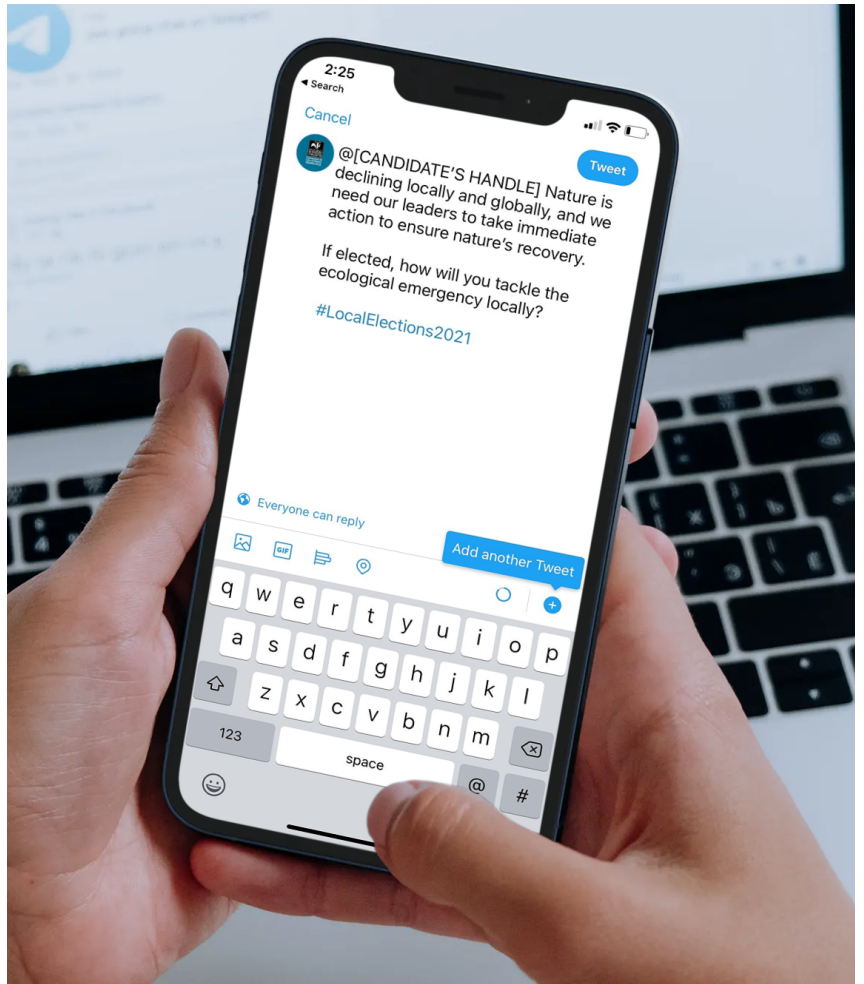 2:25
◀ Search
Cancel
Tweet
@[CANDIDATE'S HANDLE] Nature is
declining locally and globally, and we
need our leaders to take immediate
action to ensure nature's recovery.
If elected, how will you tackle the
ecological emergency locally?
#LocalElections2021
Everyone can reply
Add another Tweet
GIF
q w e r t y u i o p
a s d f g h j k l
z x c v b n m
123
space
@
#